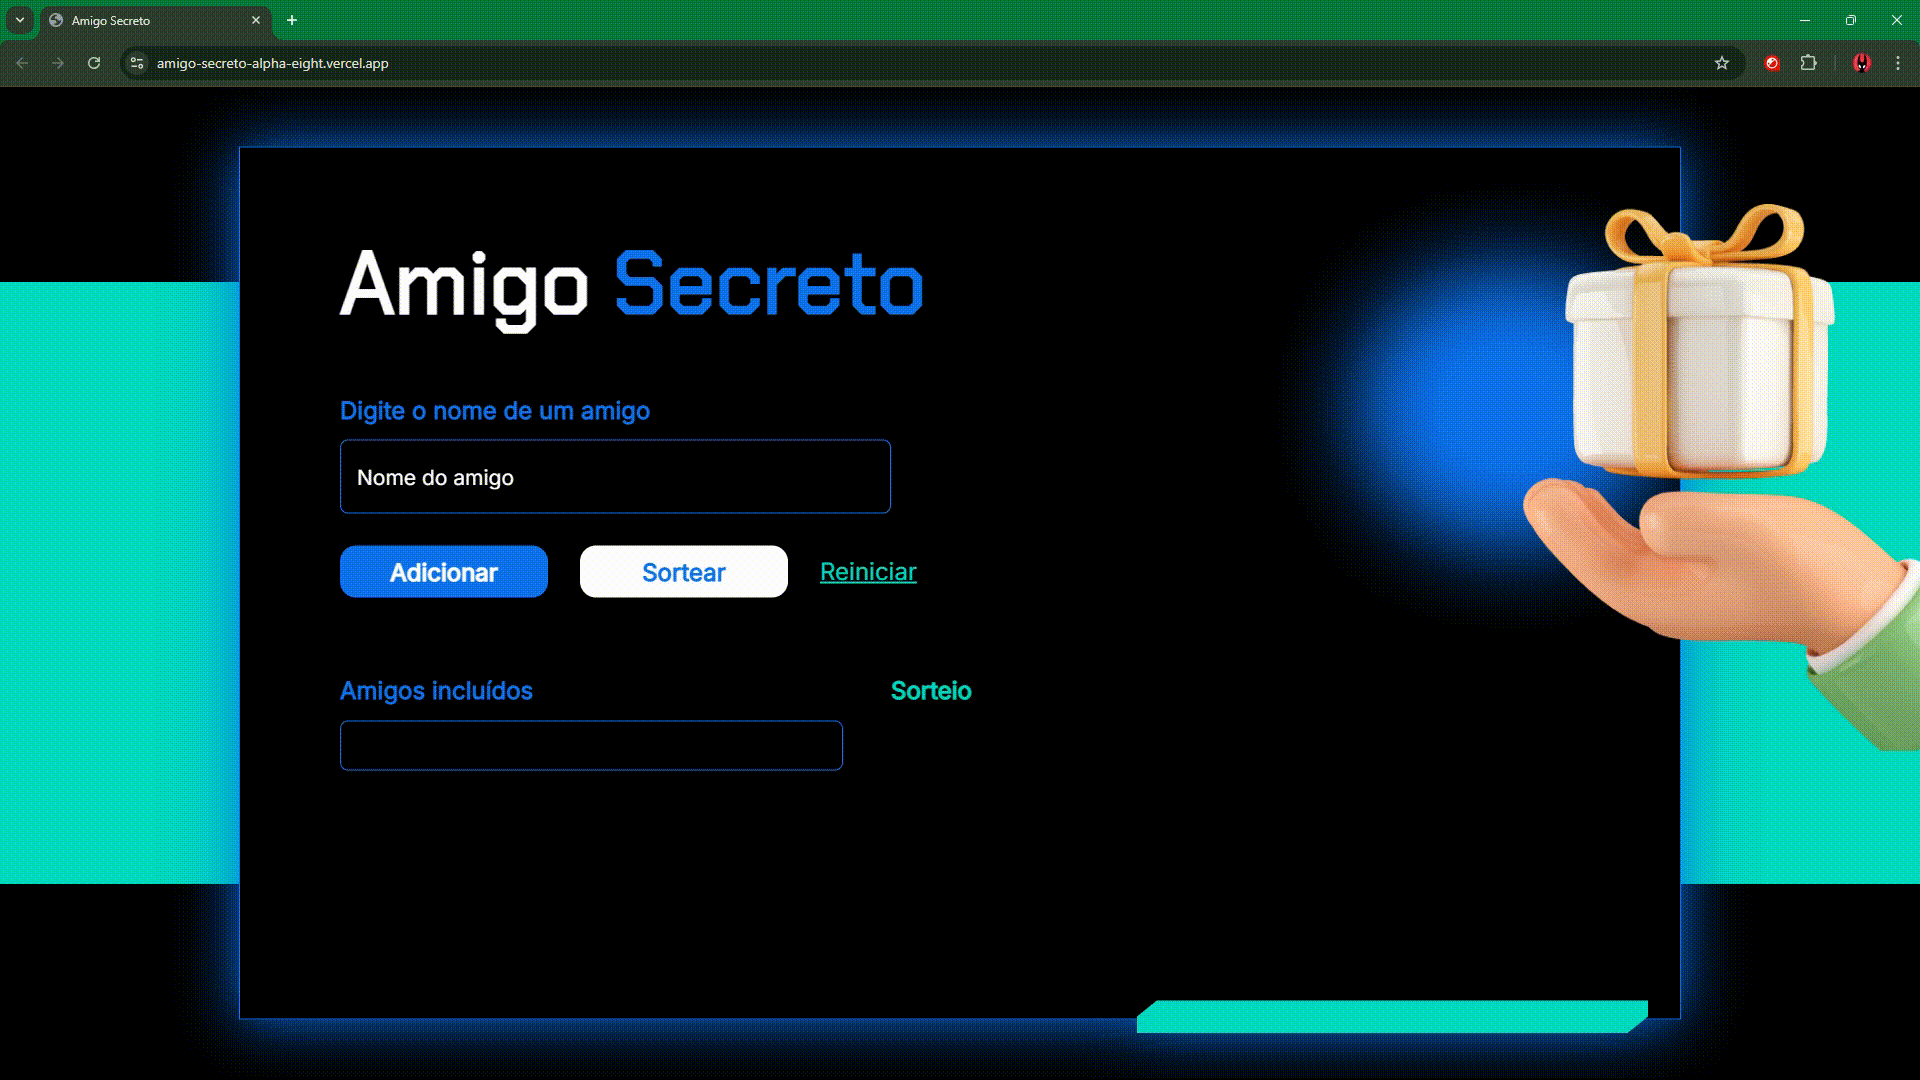 Amigo Secreto
amigo-secreto-alpha-eight.vercel.app
Amigo Secreto
Digite o nome de um amigo
Nome do amigo
Adicionar Sortear Reiniciar
Amigos incluídos Sorteio